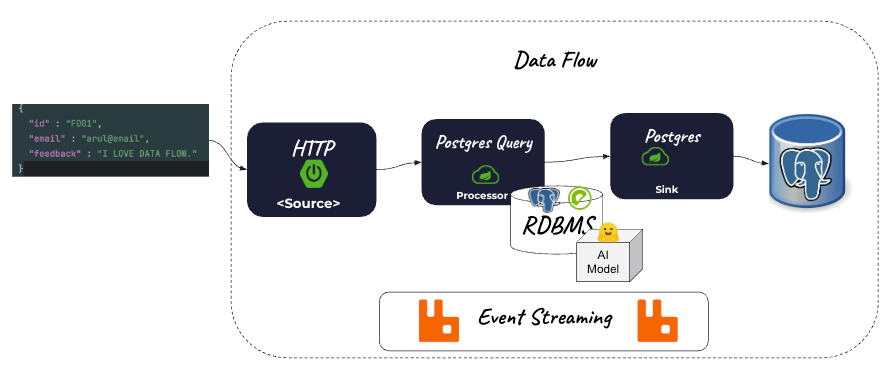 Data Flow
{
"id" : "F001",
"email" : "arul@email",
"feedback" : "I LOVE DATA FLOW."
}
HTTP
<Source>
Postgres Query
Processor
Postgres
Sink
RDBMS
AI
Model
Event Streaming